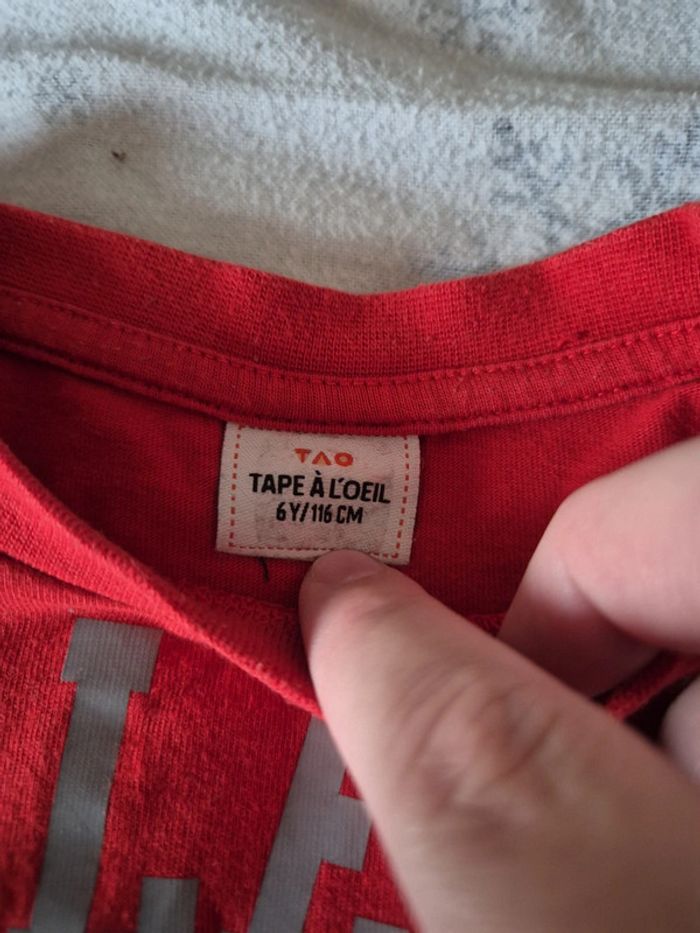 TAO
TAPE À L'OEIL
6Y/116 CM